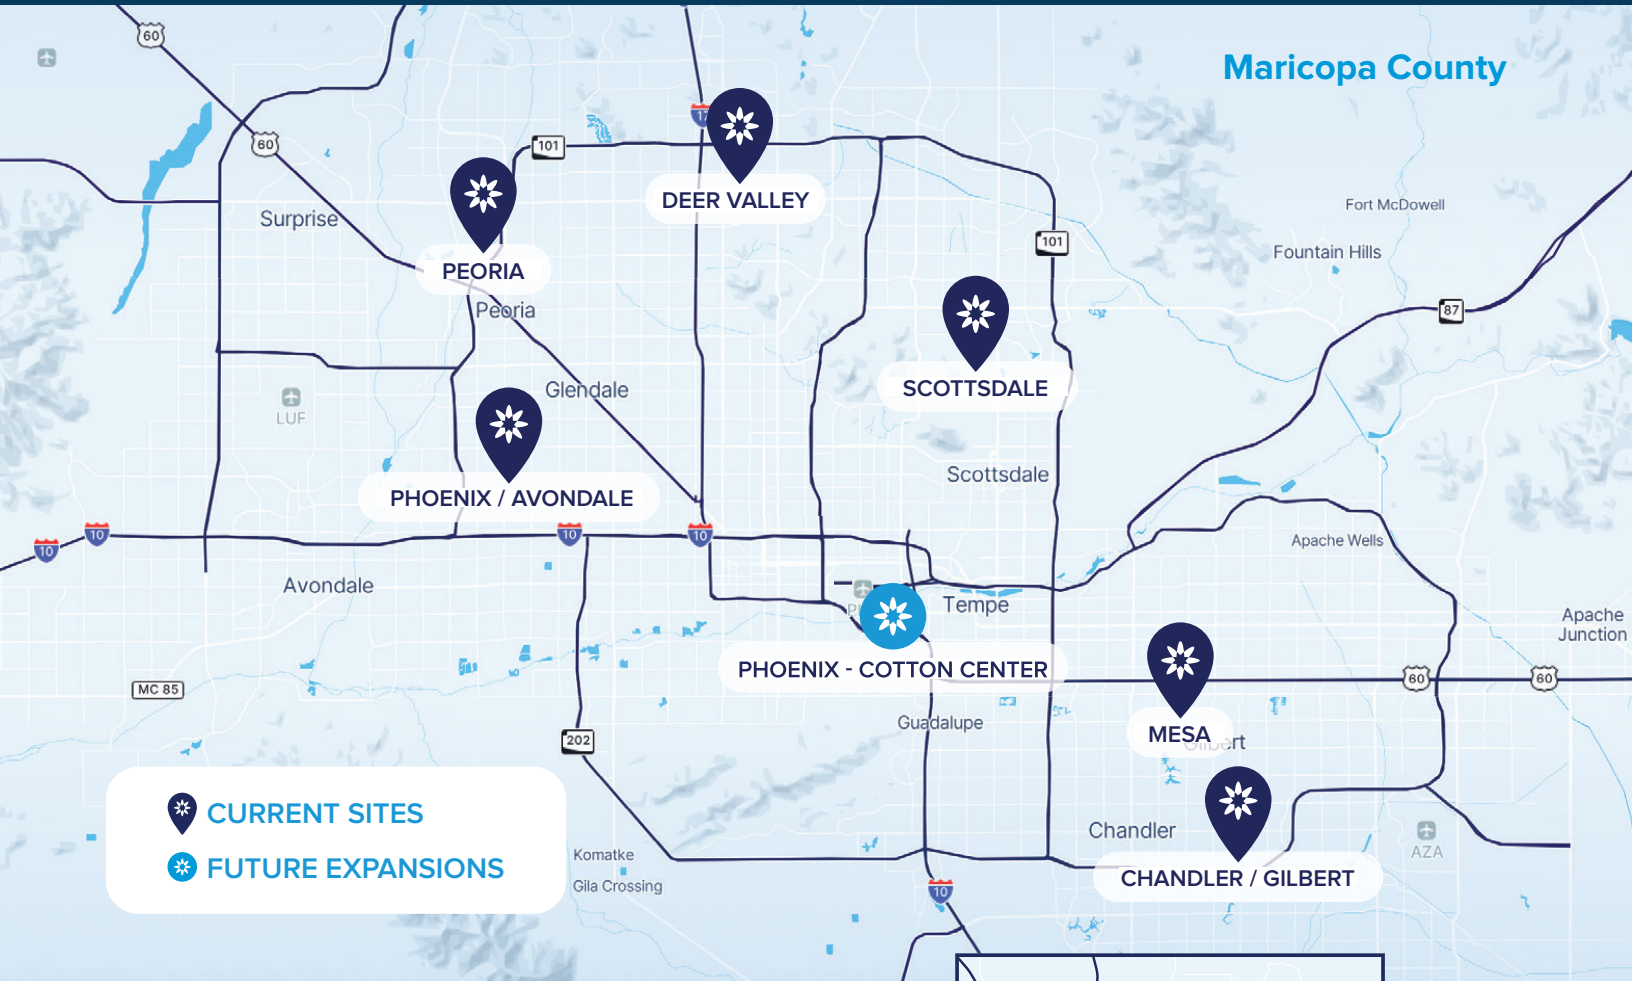 60
Maricopa County
17
60
101
DEER VALLEY
Surprise
Fort McDowell
101
Fountain Hills
PEORIA
Peoria
87
SCOTTSDALE
Glendale
LUF
Scottsdale
PHOENIX / AVONDALE
10
10
10
10
Apache Wells
Avondale
Tempe
Apache
Junction
PHOENIX - COTTON CENTER
60
60
MC 85
Guadalupe
MESA
Gilbert
202
CURRENT SITES
Chandler
AZA
Komatke
FUTURE EXPANSIONS
Gila Crossing
CHANDLER / GILBERT
10